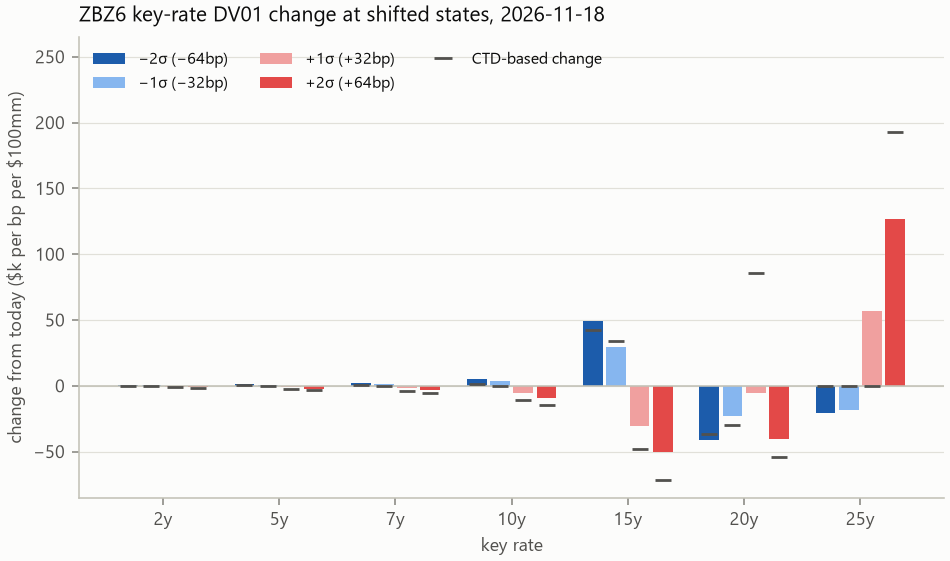 ZBZ6 key-rate DV01 change at shifted states, 2026-11-18
−2σ (−64bp)
−1σ (−32bp)
+1σ (+32bp)
+2σ (+64bp)
CTD-based change
change from today ($k per bp per $100mm)
250
200
150
100
50
0
−50
2y
5y
7y
10y
15y
20y
25y
key rate